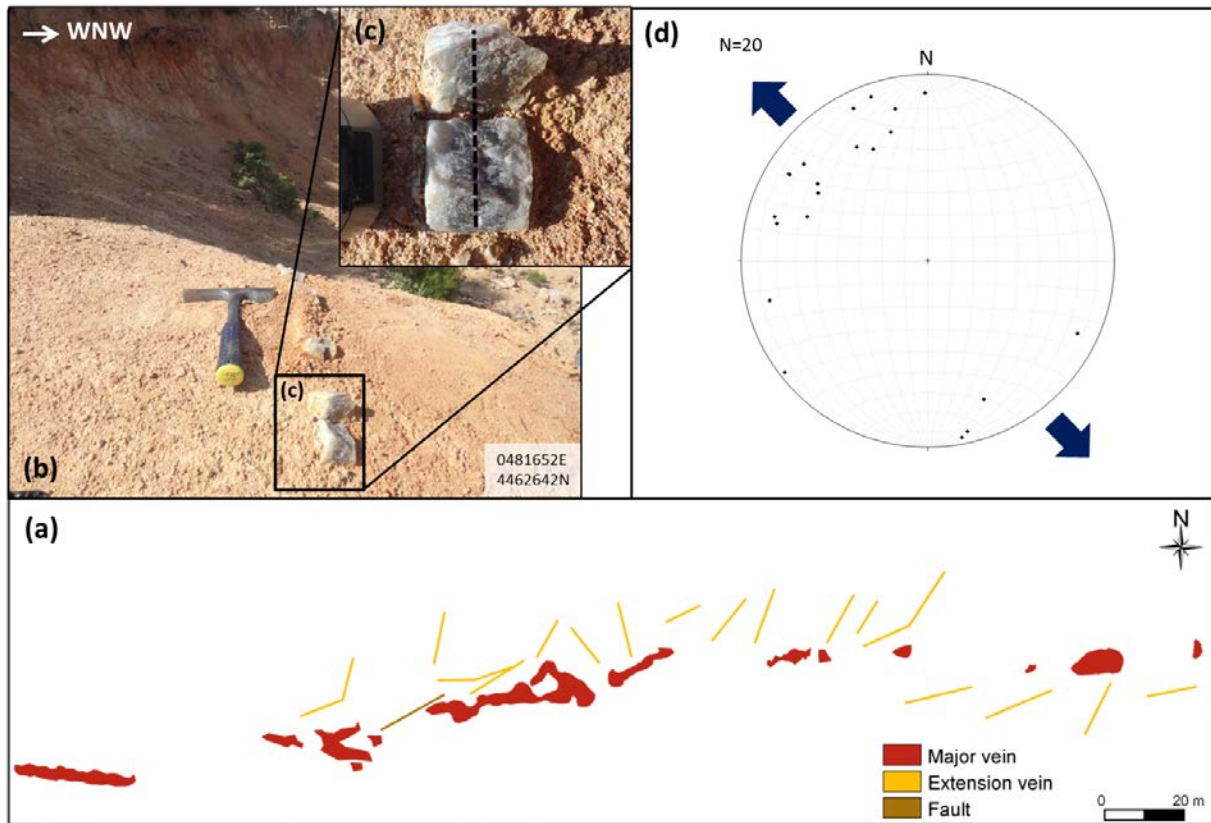 WNW
(c)
(c)
(b)
0481652E
4462642N
(d)
N=20
N
(a)
N
Major vein
Extension vein
Fault
0
20 m